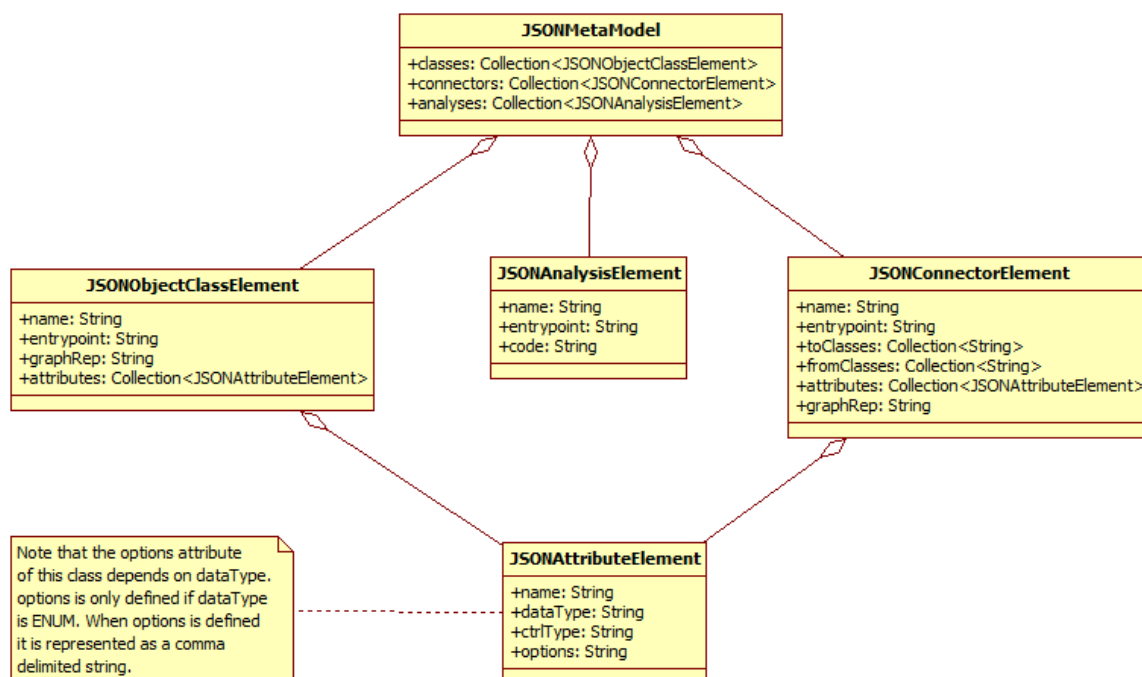 JSONMetaModel
+classes: Collection<JSONObjectClassElement>
+connectors: Collection<JSONConnectorElement>
+analyses: Collection<JSONAnalysisElement>
JSONObjectClassElement
+name: String
+entrypoint: String
+graphRep: String
+attributes: Collection<JSONAttributeElement>
JSONAnalysisElement
+name: String
+entrypoint: String
+code: String
JSONConnectorElement
+name: String
+entrypoint: String
+toClasses: Collection<String>
+fromClasses: Collection<String>
+attributes: Collection<JSONAttributeElement>
+graphRep: String
Note that the options attribute
of this class depends on dataType.
options is only defined if dataType
is ENUM. When options is defined
it is represented as a comma
delimited string.
JSONAttributeElement
+name: String
+dataType: String
+ctrlType: String
+options: String